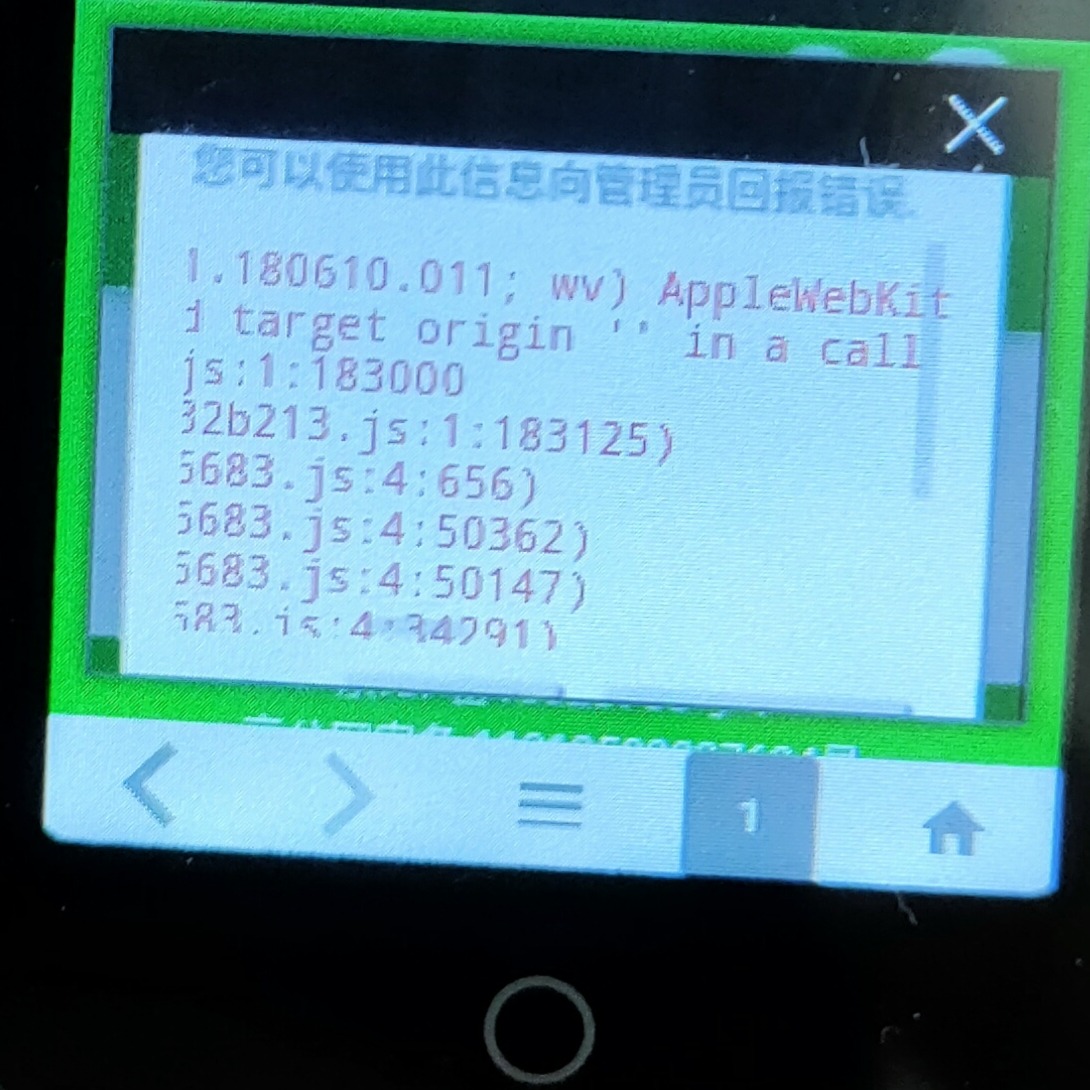 您可以使用此信息向管理员回报错误.
1.180610.011; wv) AppleWebKit
d target origin '' in a call
js:1:183000
32b213.js:1:183125)
5683.js:4:656)
5683.js:4:50362)
5683.js:4:50147)
583.js:4:34291)
1